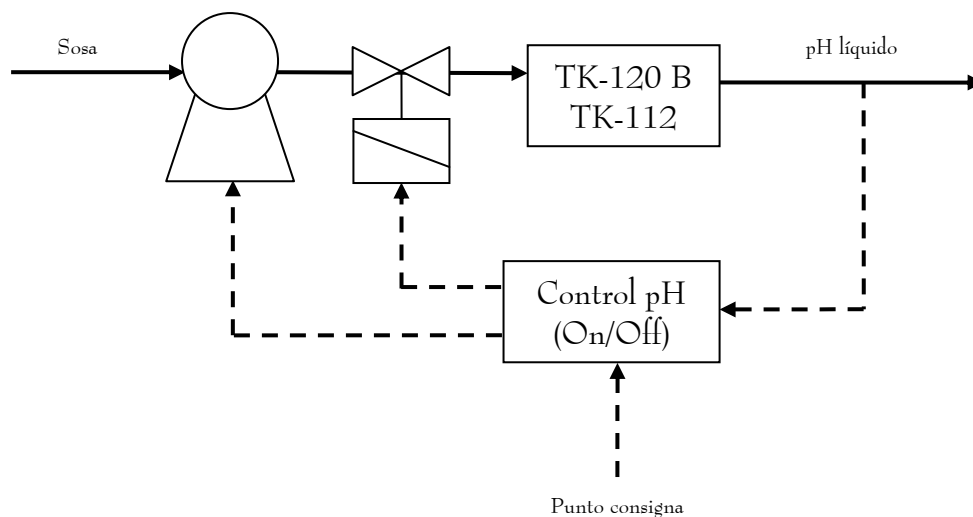 Sosa
pH líquido
TK-120 B
TK-112
Control pH
(On/Off)
Punto consigna